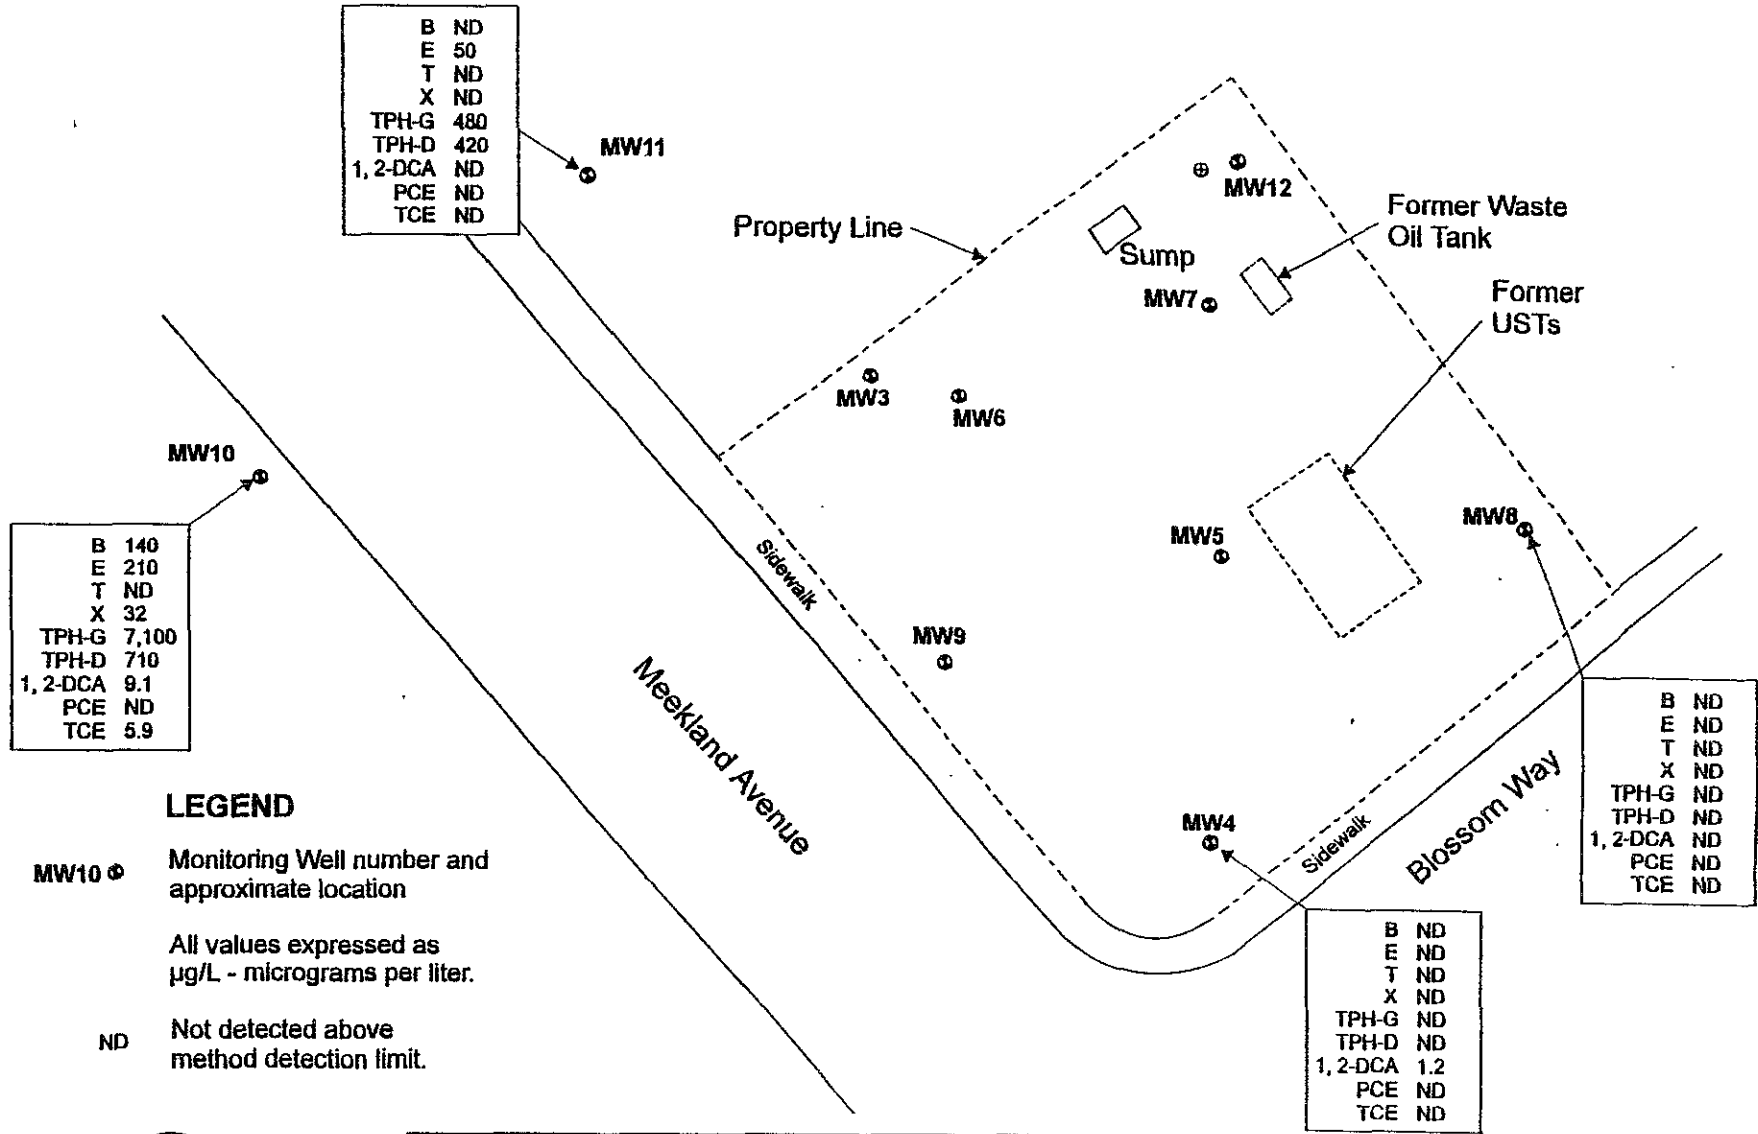 B ND
E 50
T ND
X ND
TPH-G 480
TPH-D 420
1, 2-DCA ND
PCE ND
TCE ND
MW11
MW12
Property Line
Sump
Former Waste
Oil Tank
MW7
Former
USTs
MW3
MW6
MW10
B 140
E 210
T ND
X 32
TPH-G 7,100
TPH-D 710
1, 2-DCA 9.1
PCE ND
TCE 5.9
MW5
MW8
Sidewalk
MW9
Meekland Avenue
B ND
E ND
T ND
X ND
TPH-G ND
TPH-D ND
1, 2-DCA ND
PCE ND
TCE ND
MW4
Sidewalk
Blossom Way
B ND
E ND
T ND
X ND
TPH-G ND
TPH-D ND
1, 2-DCA 1.2
PCE ND
TCE ND
LEGEND
MW10 Monitoring Well number and
approximate location
All values expressed as
µg/L - micrograms per liter.
ND Not detected above
method detection limit.